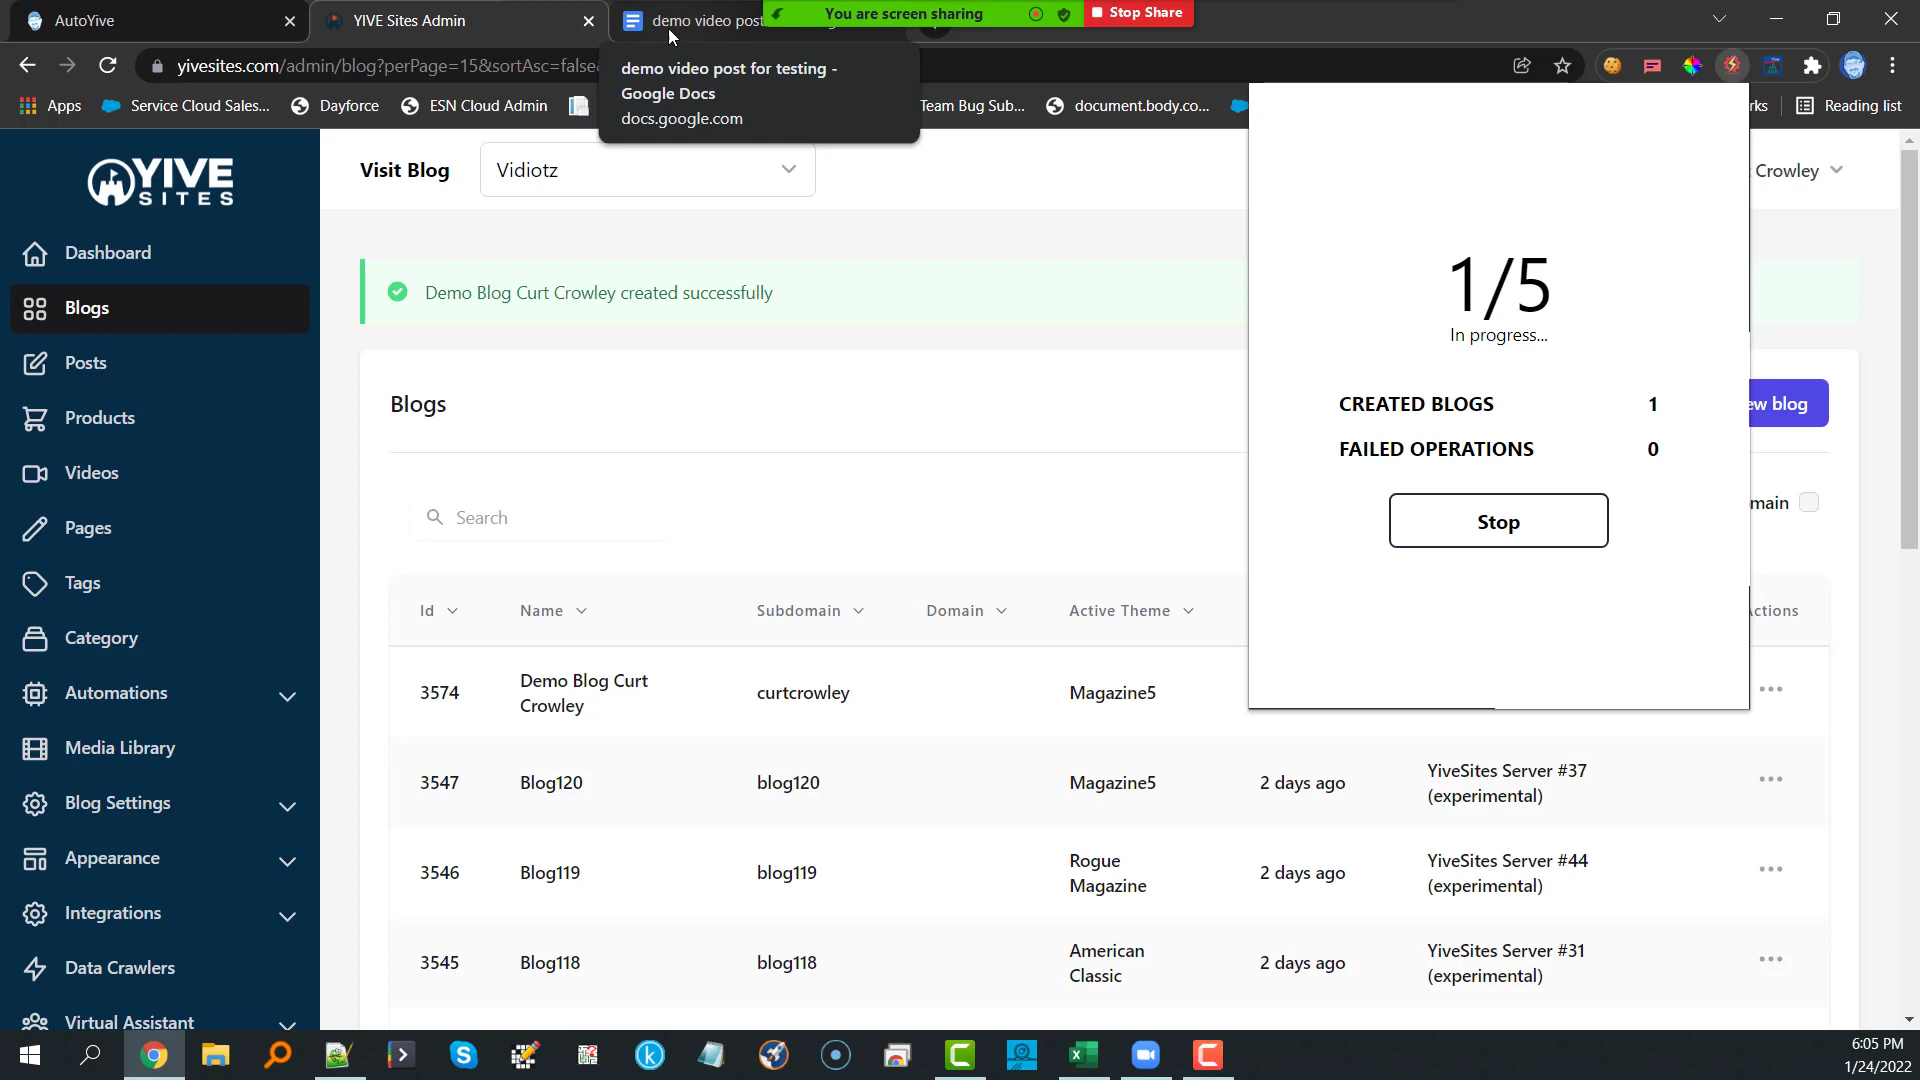 AutoYive
YIVE Sites Admin
demo video post
You are screen sharing
Stop Share
yivesites.com/admin/blog?perPage=15&sortAsc=false
demo video post for testing -
Google Docs
docs.google.com
Apps
Service Cloud Sales...
Dayforce
ESN Cloud Admin
Team Bug Sub...
document.body.co...
rks
Reading list
YIVE
SITES
Visit Blog
Vidiotz
Crowley
Dashboard
Blogs
Posts
Products
Videos
Pages
Tags
Category
Automations
Media Library
Blog Settings
Appearance
Integrations
Data Crawlers
Virtual Assistant
Demo Blog Curt Crowley created successfully
Blogs
ew blog
Search
main
Id
Name
Subdomain
Domain
Active Theme
ctions
3574
Demo Blog Curt
Crowley
curtcrowley
Magazine5
3547
Blog120
blog120
Magazine5
2 days ago
YiveSites Server #37
(experimental)
3546
Blog119
blog119
Rogue
Magazine
2 days ago
YiveSites Server #44
(experimental)
3545
Blog118
blog118
American
Classic
2 days ago
YiveSites Server #31
(experimental)
1/5
In progress...
CREATED BLOGS 1
FAILED OPERATIONS 0
Stop
6:05 PM
1/24/2022